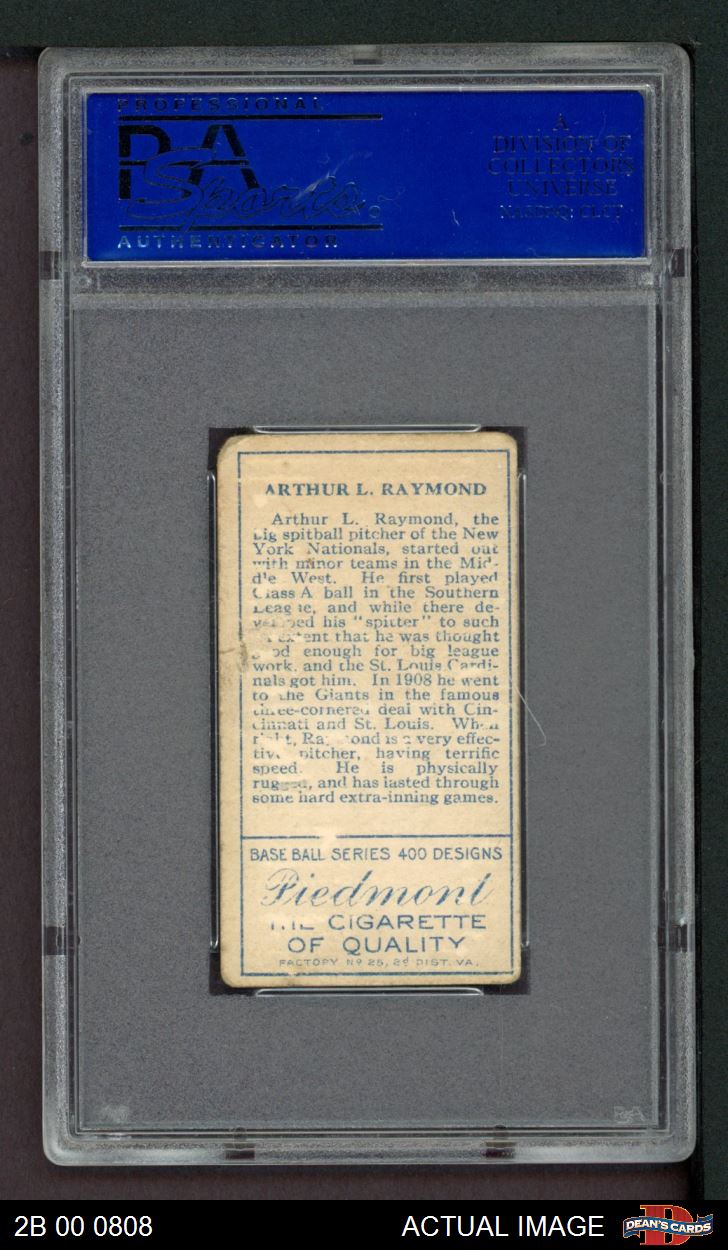 PROFESSIONAL
PSA
Sports
AUTHENTICATOR
A
DIVISION OF
COLLECTORS
UNIVERSE
NASDAQ: CLCT
ARTHUR L. RAYMOND
Arthur L. Raymond, the
big spitball pitcher of the New
York Nationals, started out
with minor teams in the Mid-
dle West. He first played
Class A ball in the Southern
League, and while there de-
veloped his "spitter" to such
extent that he was thought
good enough for big league
work, and the St. Louis Cardi-
nals got him. In 1908 he went
to the Giants in the famous
three-cornered deal with Cin-
cinnati and St. Louis. When
right, Raymond is a very effec-
tive pitcher, having terrific
speed. He is physically
rugged, and has lasted through
some hard extra-inning games.
BASE BALL SERIES 400 DESIGNS
Piedmont
THE CIGARETTE
OF QUALITY
FACTORY Nº 25, 2d DIST. VA.
PSA
2B 00 0808
ACTUAL IMAGE
DEAN'S CARDS